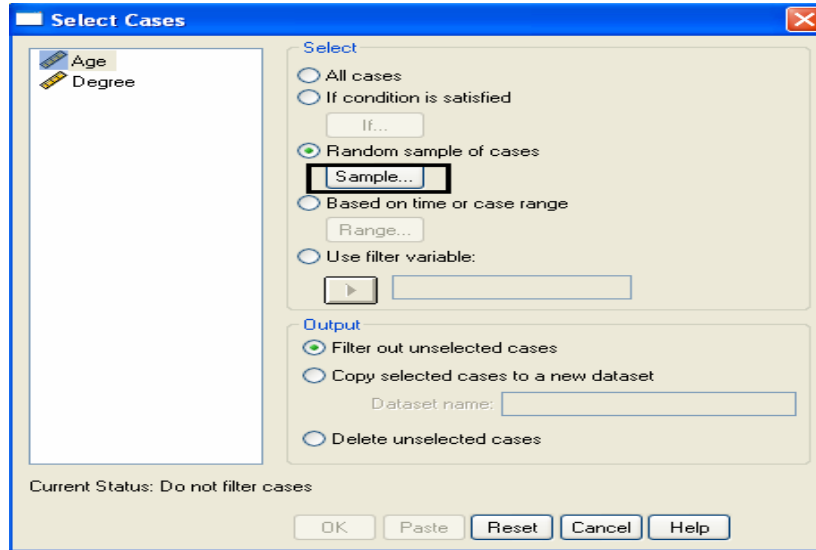 Select Cases
Age
Degree
Select
All cases
If condition is satisfied
If...
Random sample of cases
Sample...
Based on time or case range
Range...
Use filter variable:
Output
Filter out unselected cases
Copy selected cases to a new dataset
Dataset name:
Delete unselected cases
Current Status: Do not filter cases
OK Paste Reset Cancel Help